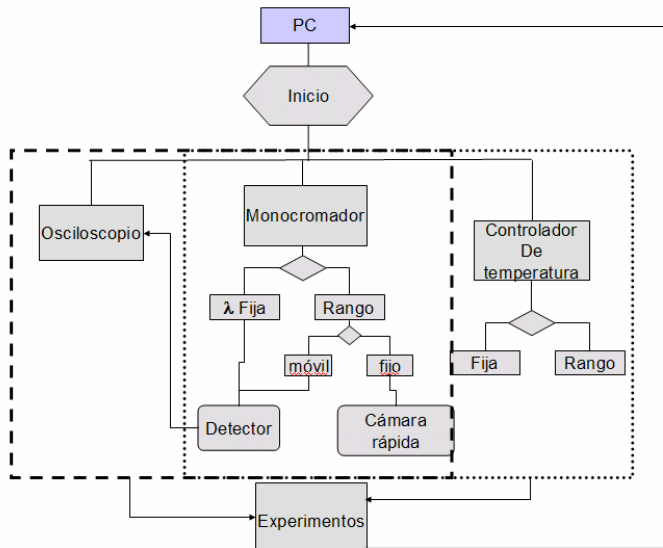 PC
Inicio
Osciloscopio
Monocromador
Controlador
De
temperatura
λ Fija
Rango
móvil
fijo
Fija
Rango
Detector
Cámara
rápida
Experimentos